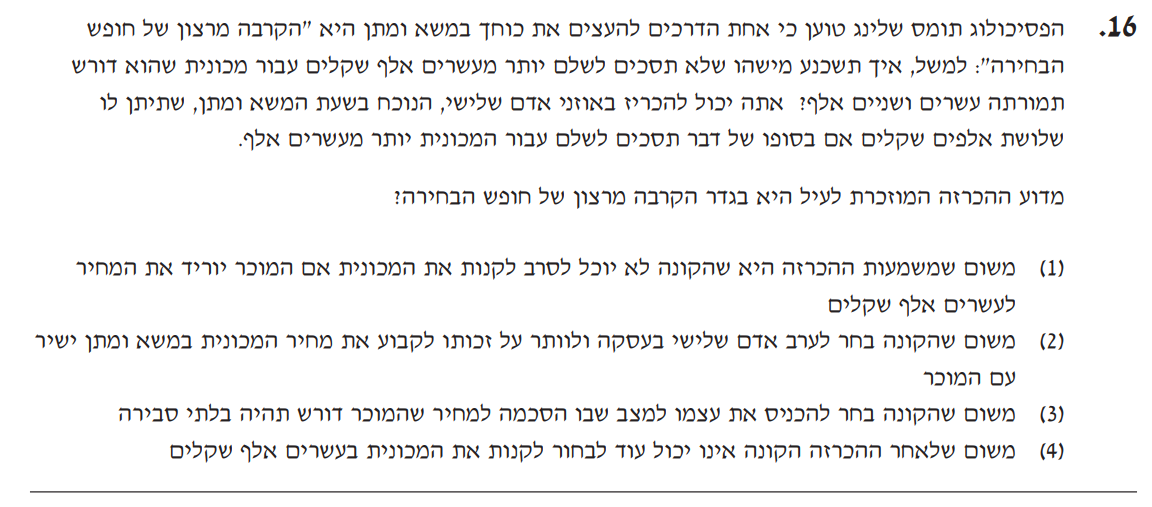 16. הפסיכולוג תומס שלינג טוען כי אחת הדרכים להעצים את כוחך במשא ומתן היא "הקרבה מרצון של חופש
הבחירה": למשל, איך תשכנע מישהו שלא תסכים לשלם יותר מעשרים אלף שקלים עבור מכונית שהוא דורש
תמורתה עשרים ושניים אלף? אתה יכול להכריז באוזני אדם שלישי, הנוכח בשעת המשא ומתן, שתיתן לו
שלושת אלפים שקלים אם בסופו של דבר תסכים לשלם עבור המכונית יותר מעשרים אלף.
מדוע ההכרזה המוזכרת לעיל היא בגדר הקרבה מרצון של חופש הבחירה?
(1) משום שמשמעות ההכרזה היא שהקונה לא יוכל לסרב לקנות את המכונית אם המוכר יוריד את המחיר
לעשרים אלף שקלים
(2) משום שהקונה בחר לערב אדם שלישי בעסקה ולוותר על זכותו לקבוע את מחיר המכונית במשא ומתן ישיר
עם המוכר
(3) משום שהקונה בחר להכניס את עצמו למצב שבו הסכמה למחיר שהמוכר דורש תהיה בלתי סבירה
(4) משום שלאחר ההכרזה הקונה אינו יכול עוד לבחור לקנות את המכונית בעשרים אלף שקלים